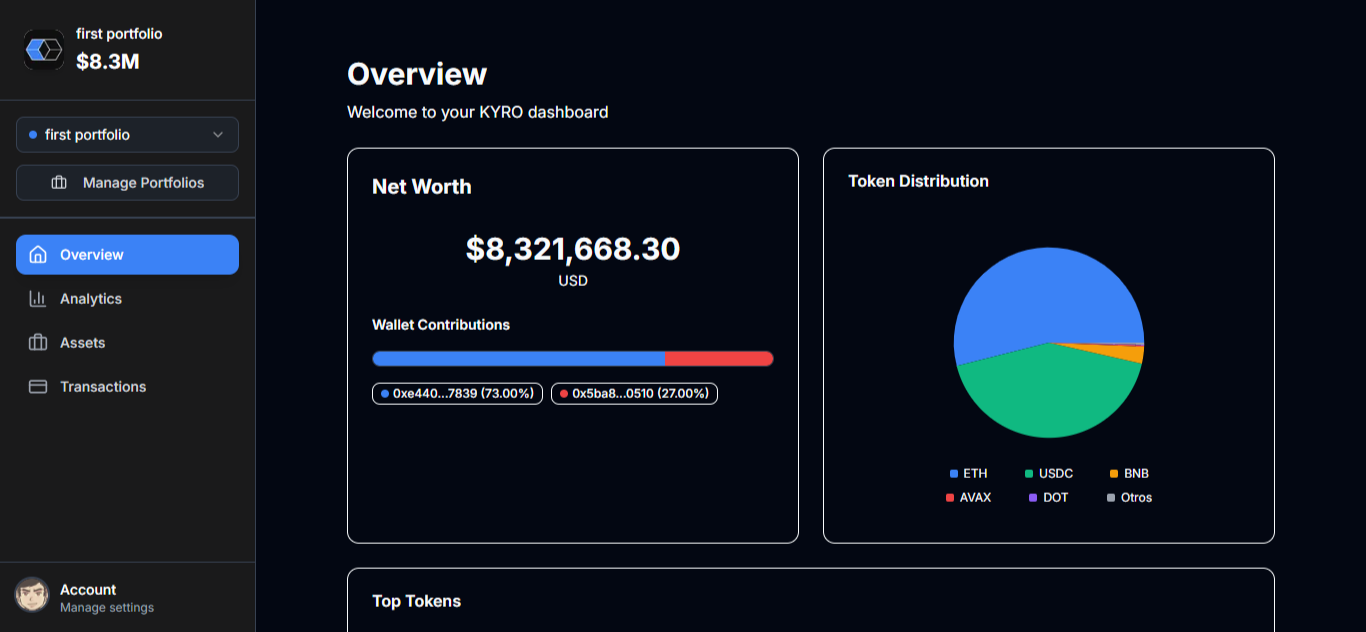 first portfolio
$8.3M
first portfolio
Manage Portfolios
Overview
Analytics
Assets
Transactions
Account
Manage settings
Overview
Welcome to your KYRO dashboard
Net Worth
$8,321,668.30
USD
Wallet Contributions
0xe440...7839 (73.00%) 0x5ba8...0510 (27.00%)
Token Distribution
ETH USDC BNB
AVAX DOT Otros
Top Tokens